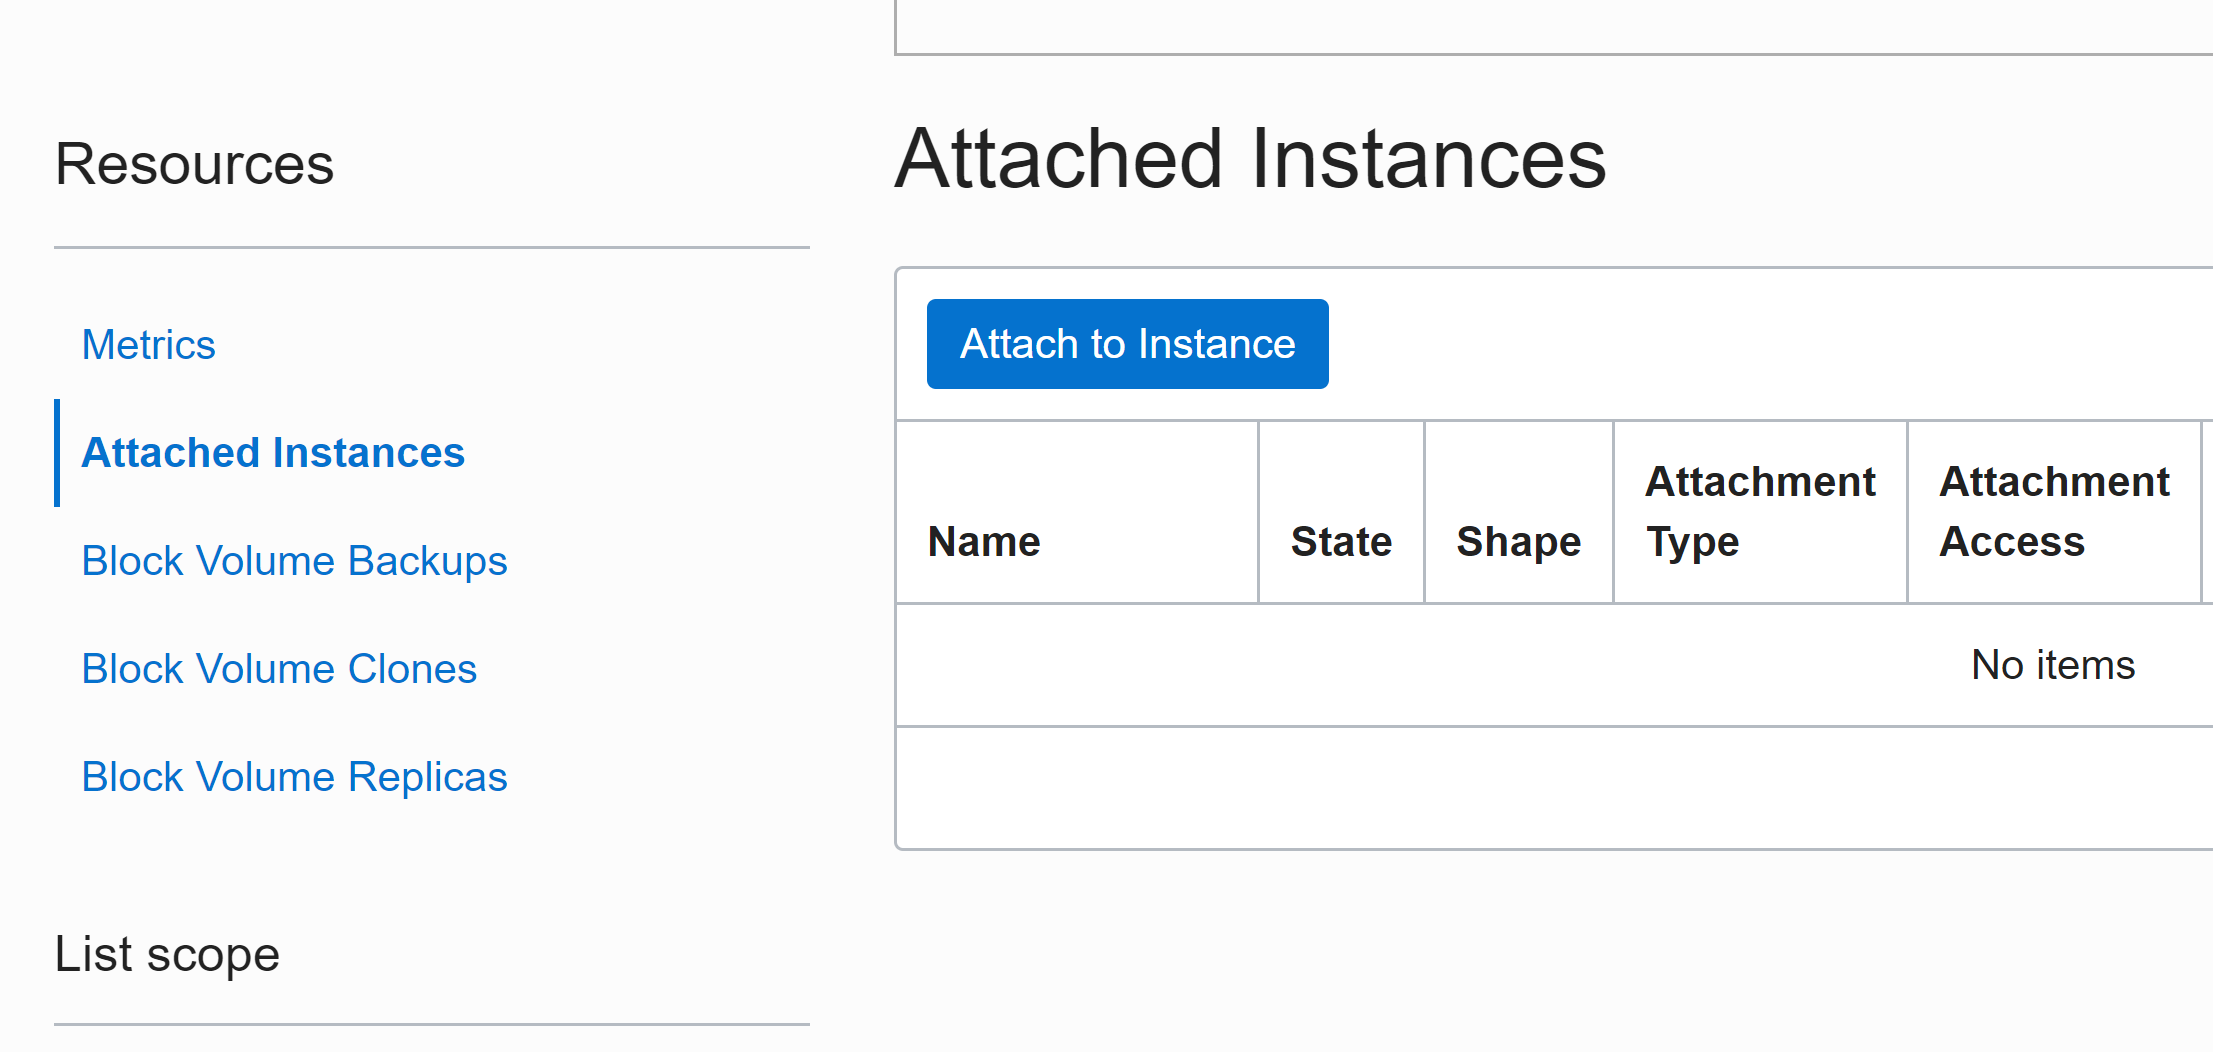 Resources
Metrics
Attached Instances
Block Volume Backups
Block Volume Clones
Block Volume Replicas
List scope
Attached Instances
Attach to Instance
Name
State
Shape
Attachment
Type
Attachment
Access
No items